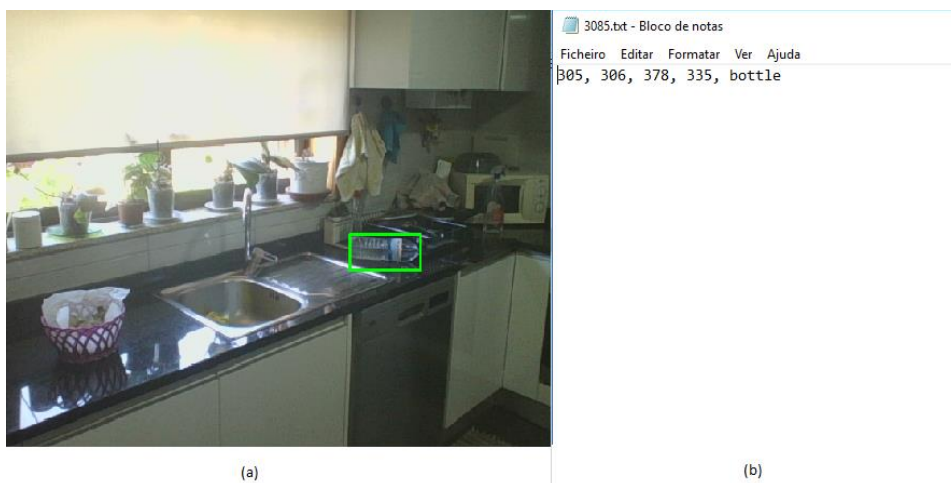 3085.txt - Bloco de notas
Ficheiro Editar Formatar Ver Ajuda
305, 306, 378, 335, bottle
(a)
(b)